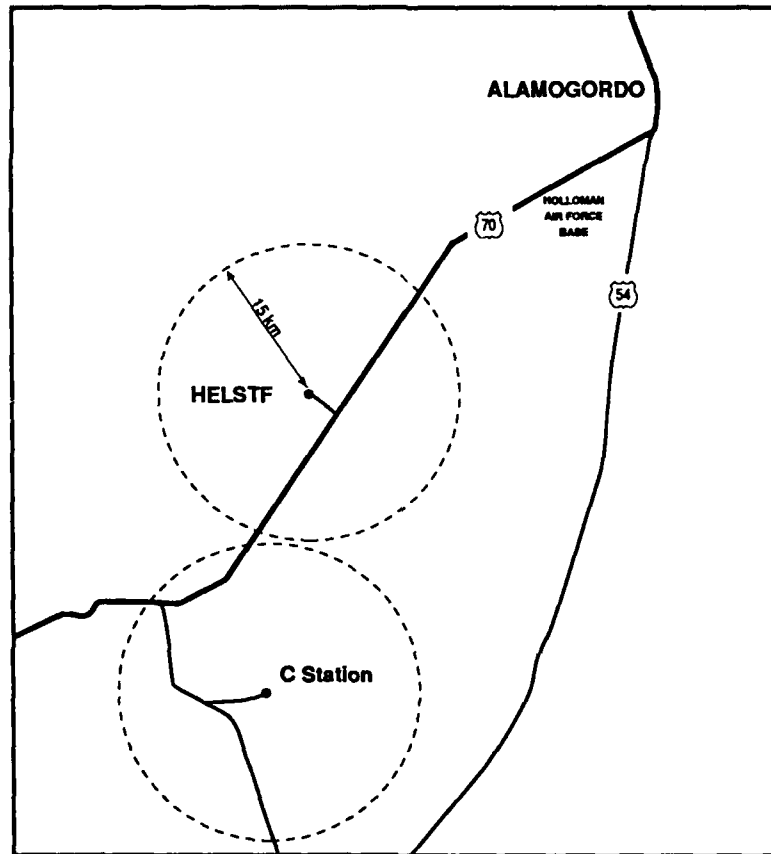 ALAMOGORDO
HOLLOMAN
AIR FORCE
BASE
70
54
15 km
HELSTF
C Station